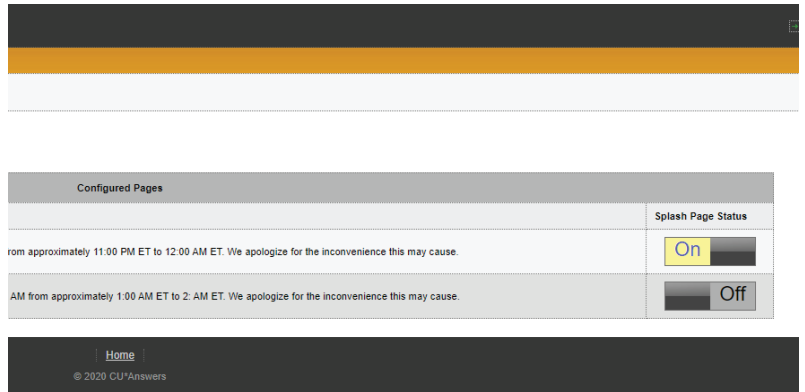 Configured Pages
Splash Page Status
rom approximately 11:00 PM ET to 12:00 AM ET. We apologize for the inconvenience this may cause.
On
AM from approximately 1:00 AM ET to 2: AM ET. We apologize for the inconvenience this may cause.
Off
Home
© 2020 CU*Answers